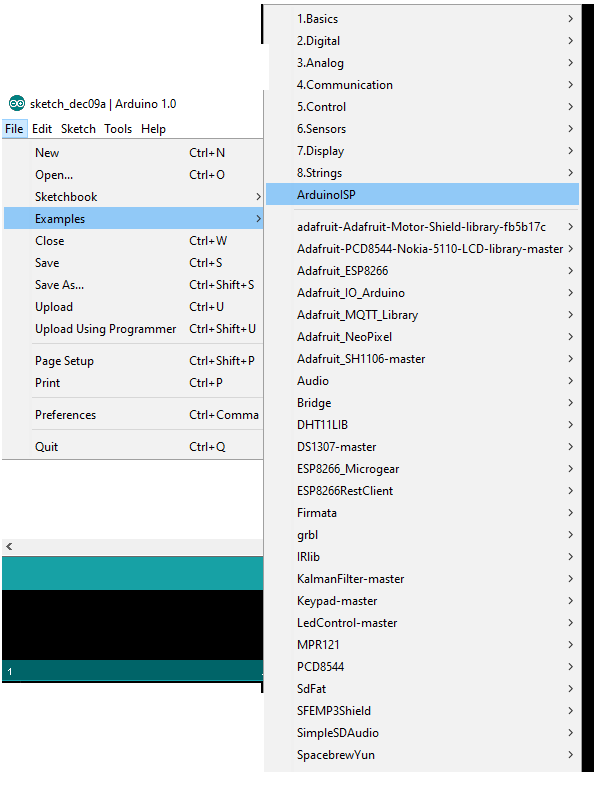 sketch_dec09a | Arduino 1.0
File Edit Sketch Tools Help
New Ctrl+N
Open... Ctrl+O
Sketchbook
Examples
Close Ctrl+W
Save Ctrl+S
Save As... Ctrl+Shift+S
Upload Ctrl+U
Upload Using Programmer Ctrl+Shift+U
Page Setup Ctrl+Shift+P
Print Ctrl+P
Preferences Ctrl+Comma
Quit Ctrl+Q
1
1.Basics
2.Digital
3.Analog
4.Communication
5.Control
6.Sensors
7.Display
8.Strings
ArduinoISP
adafruit-Adafruit-Motor-Shield-library-fb5b17c
Adafruit-PCD8544-Nokia-5110-LCD-library-master
Adafruit_ESP8266
Adafruit_IO_Arduino
Adafruit_MQTT_Library
Adafruit_NeoPixel
Adafruit_SH1106-master
Audio
Bridge
DHT11LIB
DS1307-master
ESP8266_Microgear
ESP8266RestClient
Firmata
grbl
IRlib
KalmanFilter-master
Keypad-master
LedControl-master
MPR121
PCD8544
SdFat
SFEMP3Shield
SimpleSDAudio
SpacebrewYun